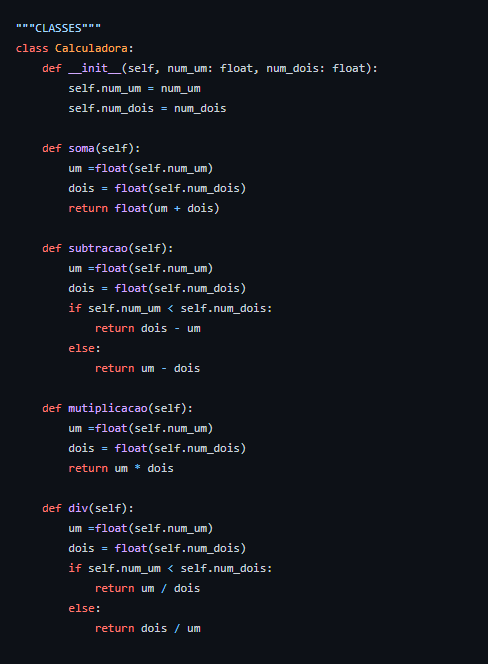 """CLASSES"""
class Calculadora:
    def __init__(self, num_um: float, num_dois: float):
        self.num_um = num_um
        self.num_dois = num_dois

    def soma(self):
        um =float(self.num_um)
        dois = float(self.num_dois)
        return float(um + dois)

    def subtracao(self):
        um =float(self.num_um)
        dois = float(self.num_dois)
        if self.num_um < self.num_dois:
            return dois - um
        else:
            return um - dois

    def mutiplicacao(self):
        um =float(self.num_um)
        dois = float(self.num_dois)
        return um * dois

    def div(self):
        um =float(self.num_um)
        dois = float(self.num_dois)
        if self.num_um < self.num_dois:
            return um / dois
        else:
            return dois / um